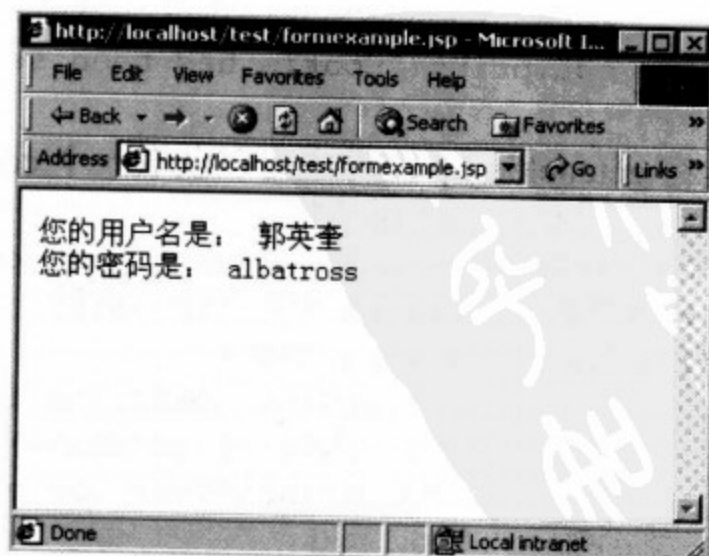 http://localhost/test/formexample.jsp - Microsoft I...
File Edit View Favorites Tools Help
Back Search Favorites »
Address http://localhost/test/formexample.jsp Go Links »
您的用户名是： 郭英奎
您的密码是： albatross
Done Local intranet